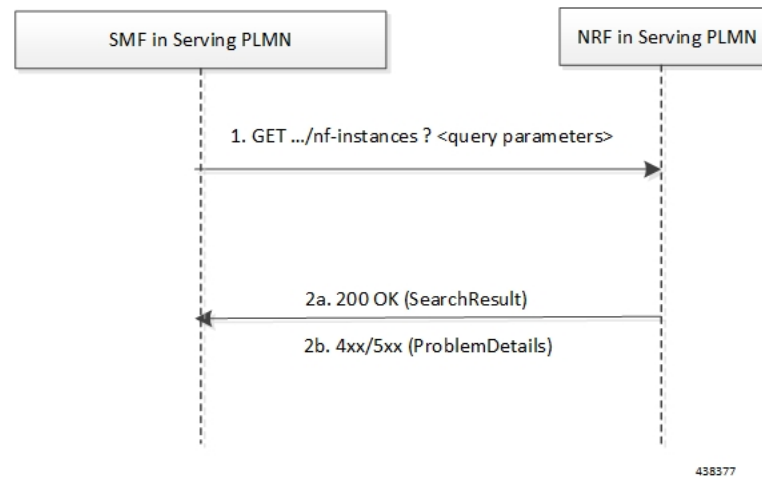 SMF in Serving PLMN
NRF in Serving PLMN
1. GET .../nf-instances ? <query parameters>
2a. 200 OK (SearchResult)
2b. 4xx/5xx (ProblemDetails)
438377